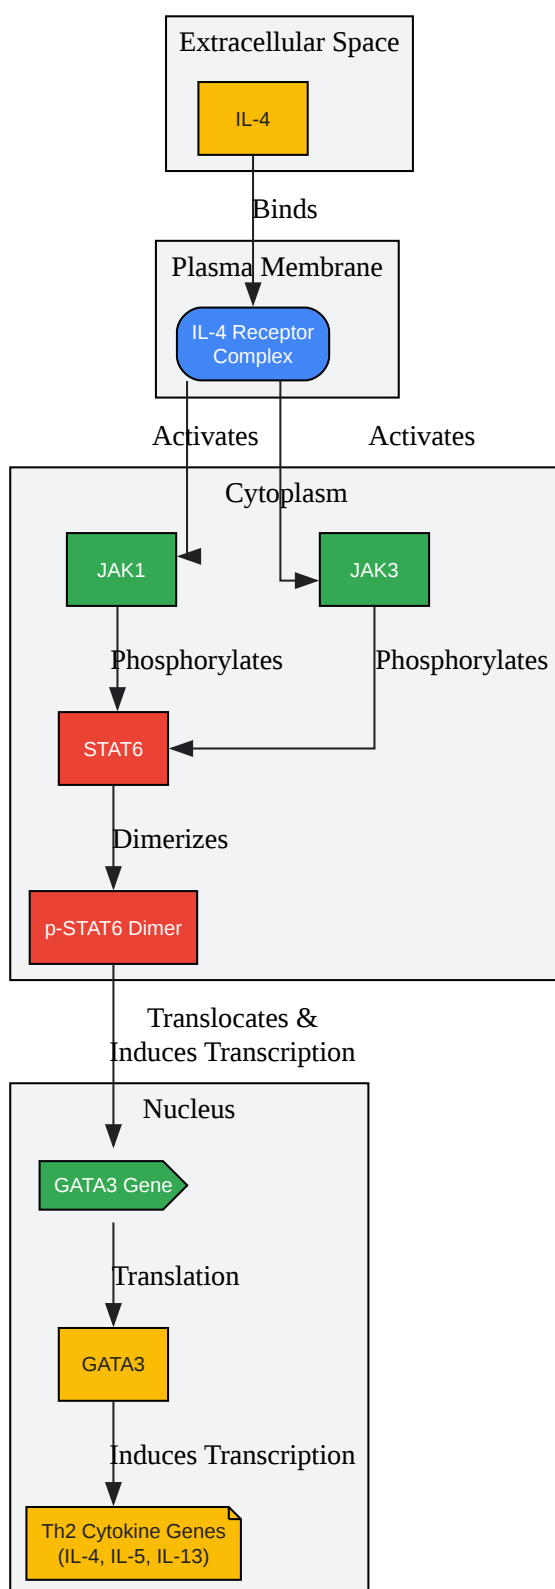 Extracellular Space
IL-4
Binds
Plasma Membrane
IL-4 Receptor
Complex
Activates
Activates
Cytoplasm
JAK1
JAK3
Phosphorylates
Phosphorylates
STAT6
Dimerizes
p-STAT6 Dimer
Translocates &
Induces Transcription
Nucleus
GATA3 Gene
Translation
GATA3
Induces Transcription
Th2 Cytokine Genes
(IL-4, IL-5, IL-13)